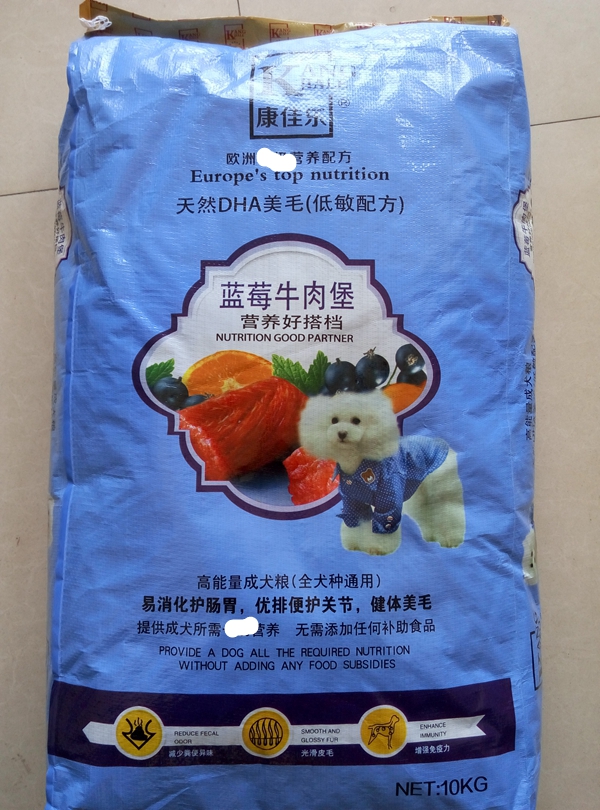 康佳乐®
欧洲 营养配方
Europe's top nutrition
天然DHA美毛(低敏配方)
蓝莓牛肉堡
营养好搭档
NUTRITION GOOD PARTNER
高能量成犬粮(全犬种通用)
易消化护肠胃，优排便护关节，健体美毛
提供成犬所需 营养 无需添加任何补助食品
PROVIDE A DOG ALL THE REQUIRED NUTRITION
WITHOUT ADDING ANY FOOD SUBSIDIES
REDUCE FECAL
ODOR
减少粪便异味
SMOOTH AND
GLOSSY FUR
光滑皮毛
ENHANCE
IMMUNITY
增强免疫力
NET:10KG